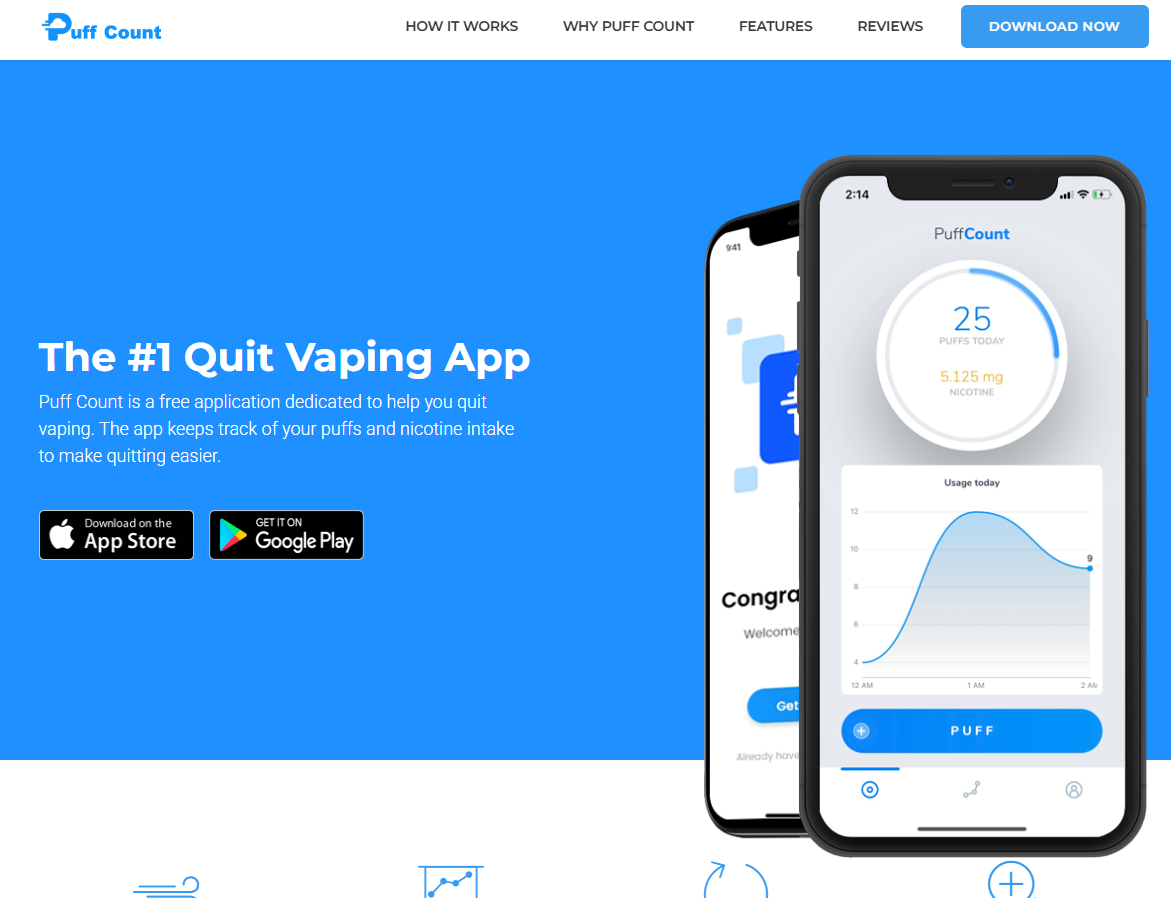 Puff Count
HOW IT WORKS
WHY PUFF COUNT
FEATURES
REVIEWS
DOWNLOAD NOW
The #1 Quit Vaping App
Puff Count is a free application dedicated to help you quit
vaping. The app keeps track of your puffs and nicotine intake
to make quitting easier.
Download on the
App Store
GET IT ON
Google Play
9:41
Congra
Welcome
Get
Already have
2:14
PuffCount
25
PUFFS TODAY
5.125 mg
NICOTINE
Usage today
12
10
8
6
4
9
12 AM
1 AM
2 AM
PUFF